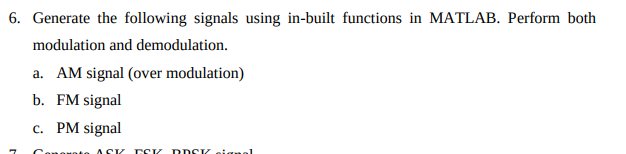 6. Generate the following signals using in-built functions in MATLAB. Perform both
modulation and demodulation.
a. AM signal (over modulation)
b. FM signal
c. PM signal
7. Generate ASK, FSK, BPSK signal